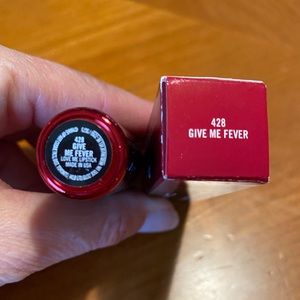 428
GIVE
ME FEVER
LOVE ME LIPSTICK
MADE IN USA
428
GIVE ME FEVER